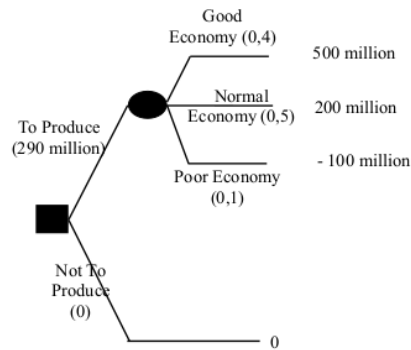 Good
Economy (0,4)
500 million
Normal
Economy (0,5)
200 million
To Produce
(290 million)
Poor Economy
(0,1)
- 100 million
Not To
Produce
(0)
0